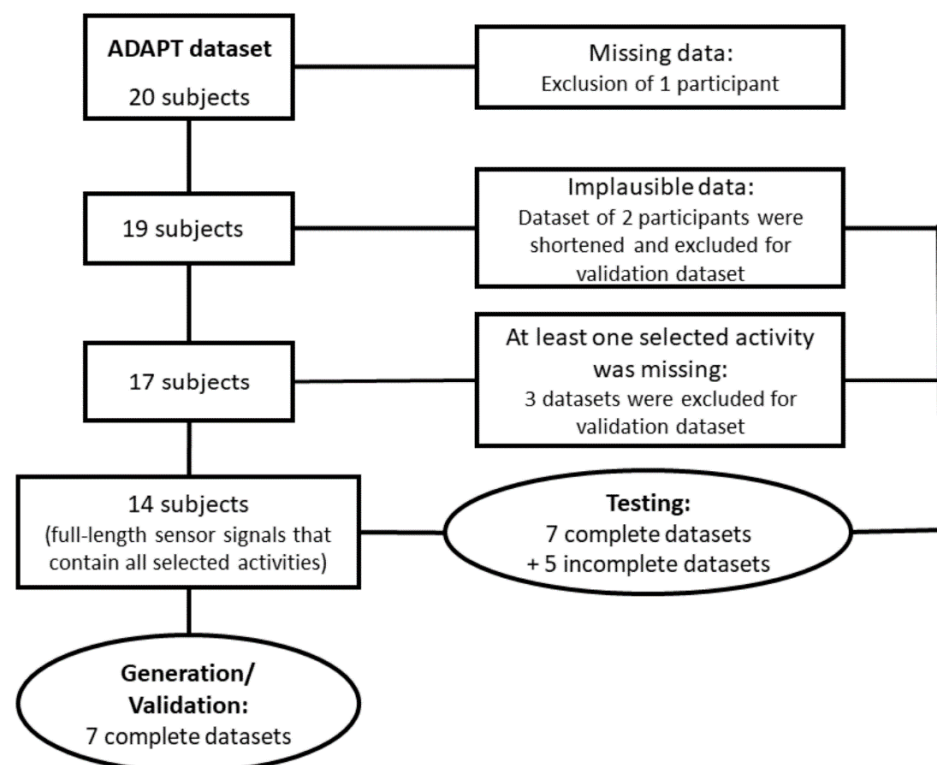 ADAPT dataset
20 subjects
Missing data:
Exclusion of 1 participant
19 subjects
Implausible data:
Dataset of 2 participants were
shortened and excluded for
validation dataset
17 subjects
At least one selected activity
was missing:
3 datasets were excluded for
validation dataset
14 subjects
(full-length sensor signals that
contain all selected activities)
Testing:
7 complete datasets
+ 5 incomplete datasets
Generation/
Validation:
7 complete datasets